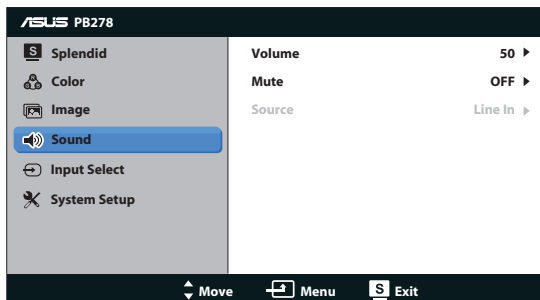 ASUS PB278
S Splendid
Color
Image
Sound
Input Select
System Setup
Volume 50
Mute OFF
Source Line In
Move Menu S Exit